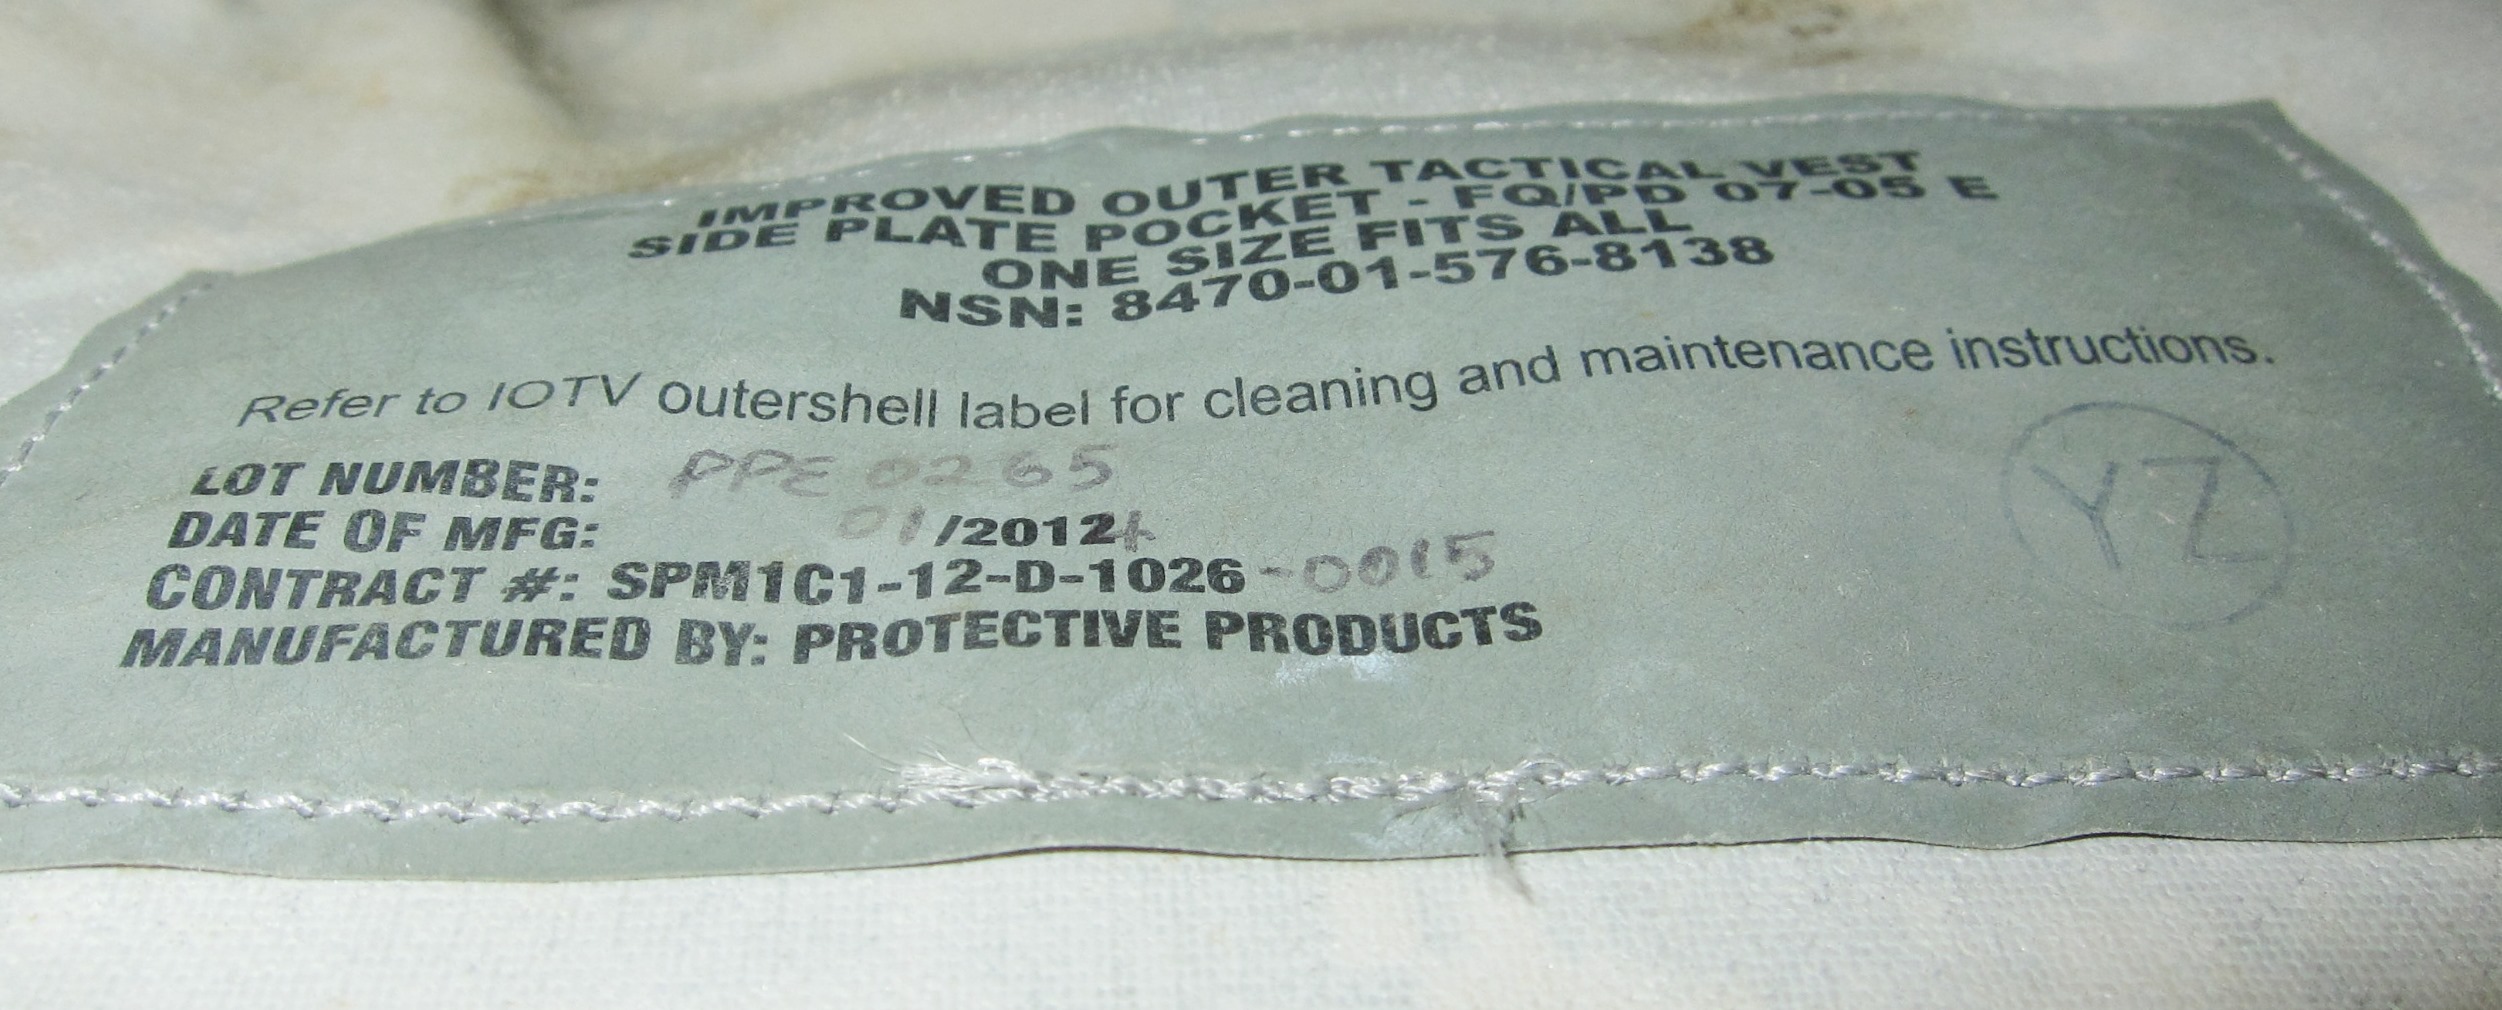 IMPROVED OUTER TACTICAL VEST
SIDE PLATE POCKET - FQ/PD 07-05 E
ONE SIZE FITS ALL
NSN: 8470-01-576-8138
Refer to IOTV outershell label for cleaning and maintenance instructions.
LOT NUMBER: PPE 0265
DATE OF MFG: 01/2012
CONTRACT #: SPM1C1-12-D-1026-0015
MANUFACTURED BY: PROTECTIVE PRODUCTS
YZ